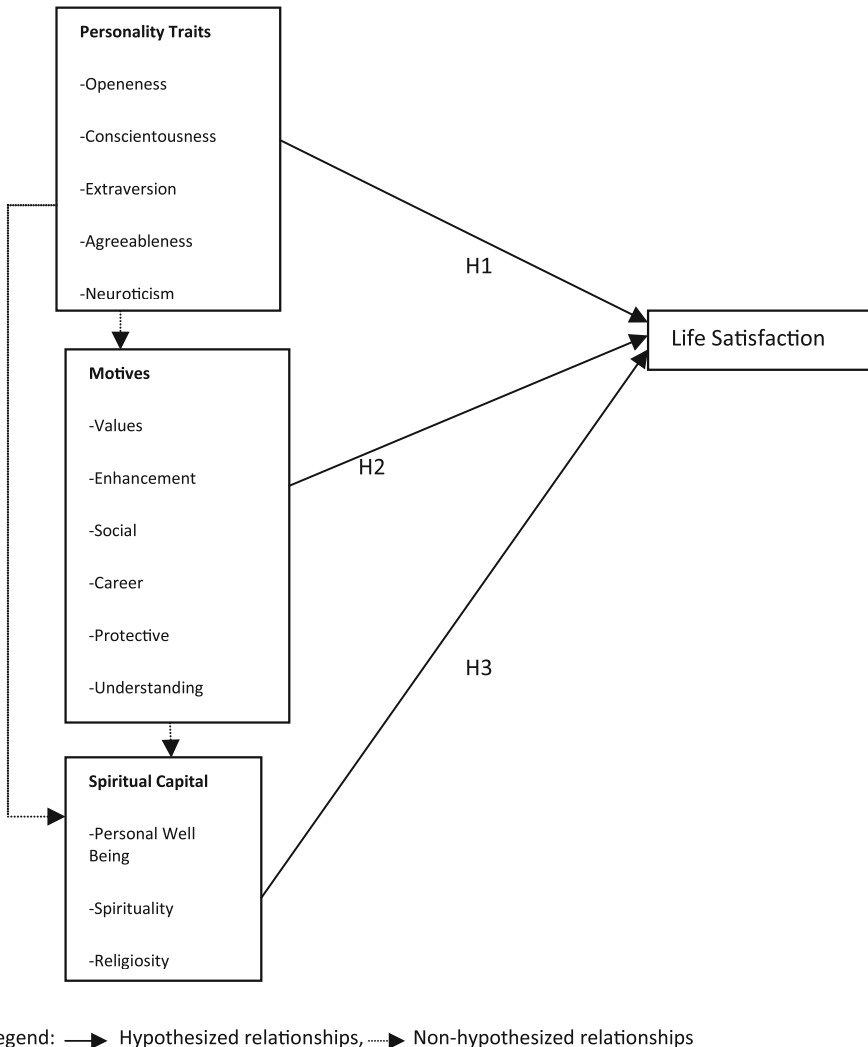 Personality Traits
-Openeness
-Conscientousness
-Extraversion
-Agreeableness
-Neuroticism
H1
Life Satisfaction
Motives
-Values
-Enhancement
-Social
-Career
-Protective
-Understanding
H2
H3
Spiritual Capital
-Personal Well
Being
-Spirituality
-Religiosity
egend: Hypothesized relationships, Non-hypothesized relationships